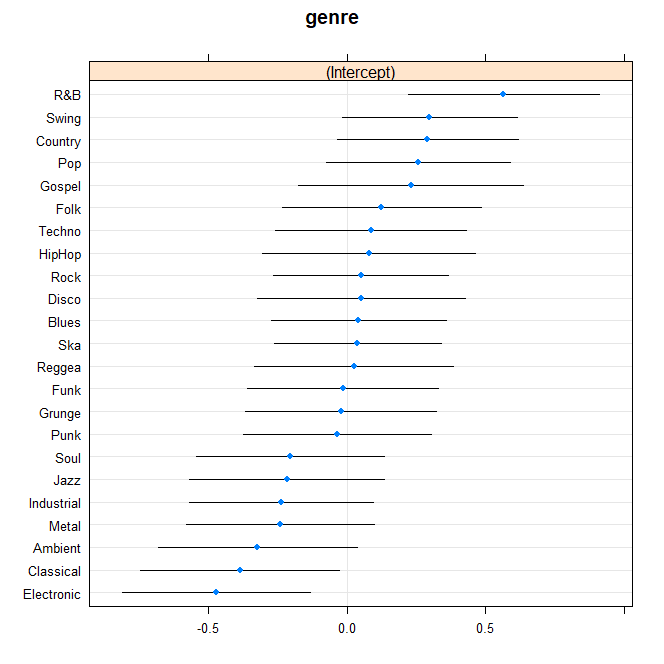 genre
(Intercept)
R&B
Swing
Country
Pop
Gospel
Folk
Techno
HipHop
Rock
Disco
Blues
Ska
Reggea
Funk
Grunge
Punk
Soul
Jazz
Industrial
Metal
Ambient
Classical
Electronic
-0.5 0.0 0.5